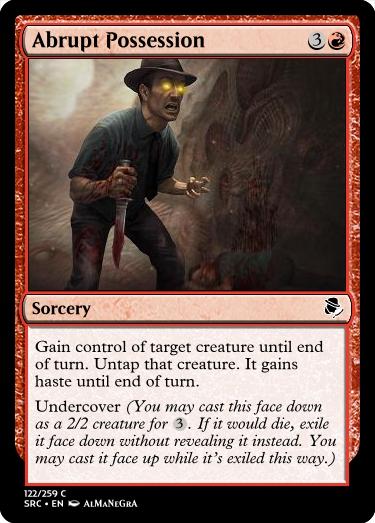 Abrupt Possession 3
Sorcery
Gain control of target creature until end
of turn. Untap that creature. It gains
haste until end of turn.
Undercover (You may cast this face down
as a 2/2 creature for 3. If it would die, exile
it face down without revealing it instead. You
may cast it face up while it's exiled this way.)
122/259 C
SRC • EN AlMaNeGrA